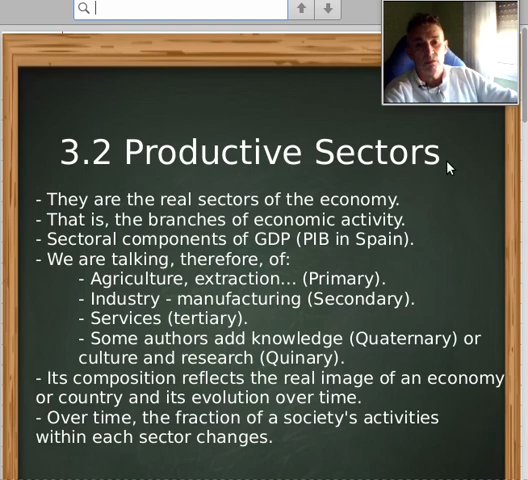 3.2 Productive Sectors
- They are the real sectors of the economy.
- That is, the branches of economic activity.
- Sectoral components of GDP (PIB in Spain).
- We are talking, therefore, of:
- Agriculture, extraction... (Primary).
- Industry - manufacturing (Secondary).
- Services (tertiary).
- Some authors add knowledge (Quaternary) or
culture and research (Quinary).
- Its composition reflects the real image of an economy
or country and its evolution over time.
- Over time, the fraction of a society's activities
within each sector changes.